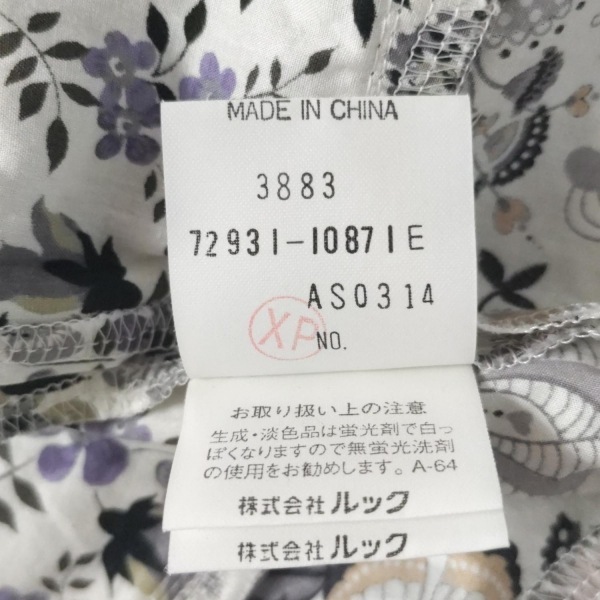 MADE IN CHINA
3883
72931-10871E
AS0314
XP
NO.
お取り扱い上の注意
生成・淡色品は蛍光剤で白っ
ぽくなりますので無蛍光洗剤
の使用をお勧めします。A-64
株式会社 ルック
株式会社 ルック